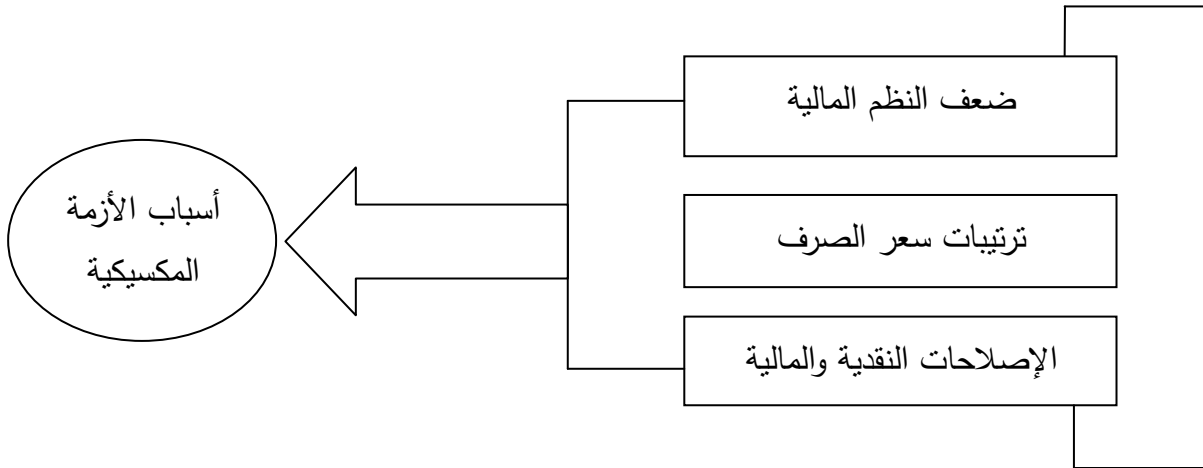 ضعف النظم المالية
ترتيبات سعر الصرف
الإصلاحات النقدية والمالية
أسباب الأزمة
المكسيكية